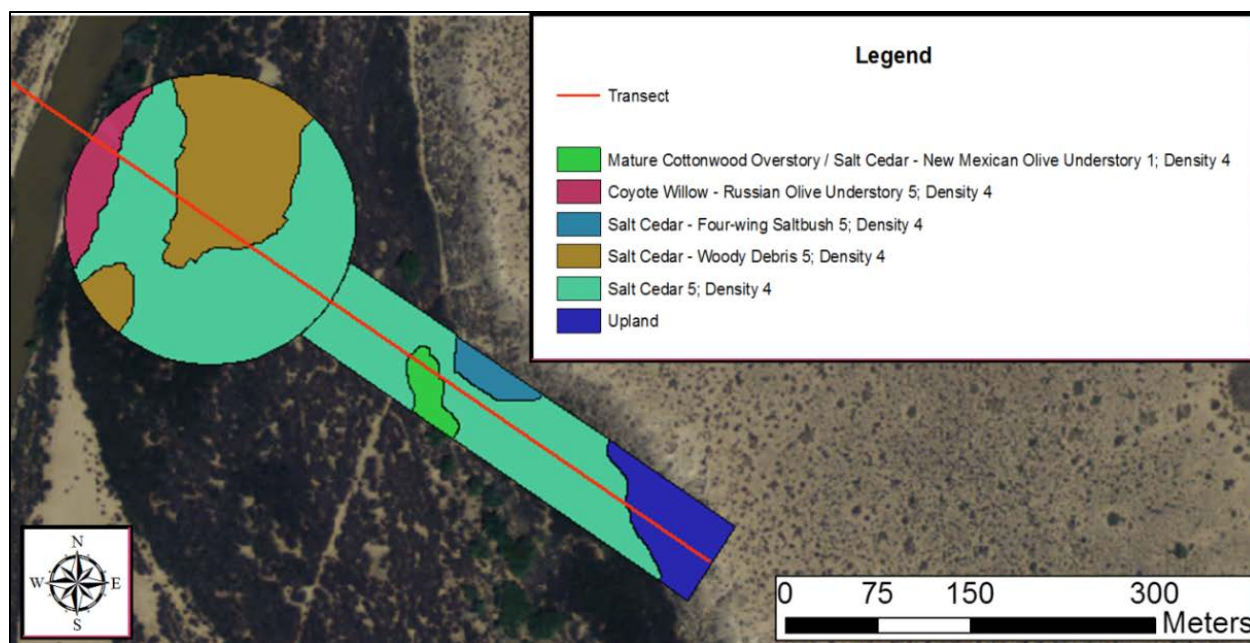 Legend
Transect
Mature Cottonwood Overstory / Salt Cedar - New Mexican Olive Understory 1; Density 4
Coyote Willow - Russian Olive Understory 5; Density 4
Salt Cedar - Four-wing Saltbush 5; Density 4
Salt Cedar - Woody Debris 5; Density 4
Salt Cedar 5; Density 4
Upland
N
W E
S
0 75 150 300
Meters